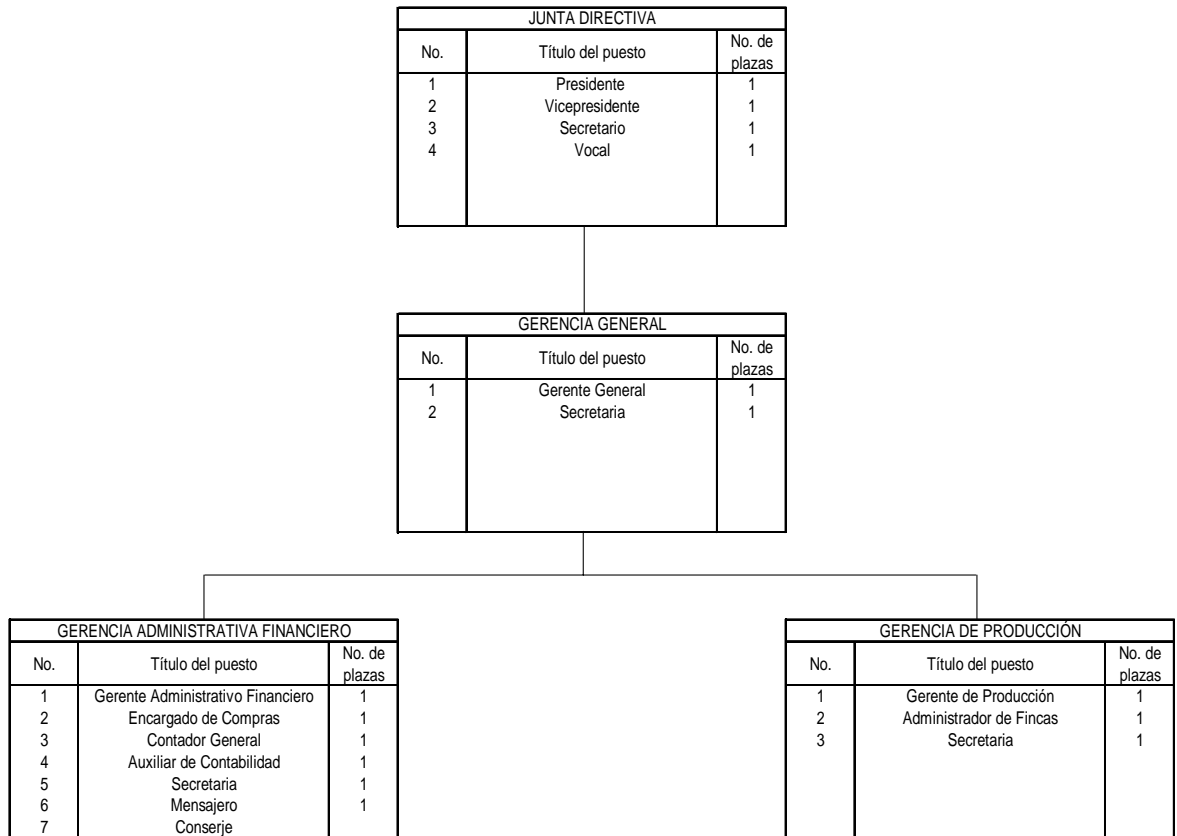 JUNTA DIRECTIVA
No. Título del puesto No. de plazas
1 Presidente 1
2 Vicepresidente 1
3 Secretario 1
4 Vocal 1
GERENCIA GENERAL
No. Título del puesto No. de plazas
1 Gerente General 1
2 Secretaria 1
GERENCIA ADMINISTRATIVA FINANCIERO
No. Título del puesto No. de plazas
1 Gerente Administrativo Financiero 1
2 Encargado de Compras 1
3 Contador General 1
4 Auxiliar de Contabilidad 1
5 Secretaria 1
6 Mensajero 1
7 Conserje
GERENCIA DE PRODUCCIÓN
No. Título del puesto No. de plazas
1 Gerente de Producción 1
2 Administrador de Fincas 1
3 Secretaria 1